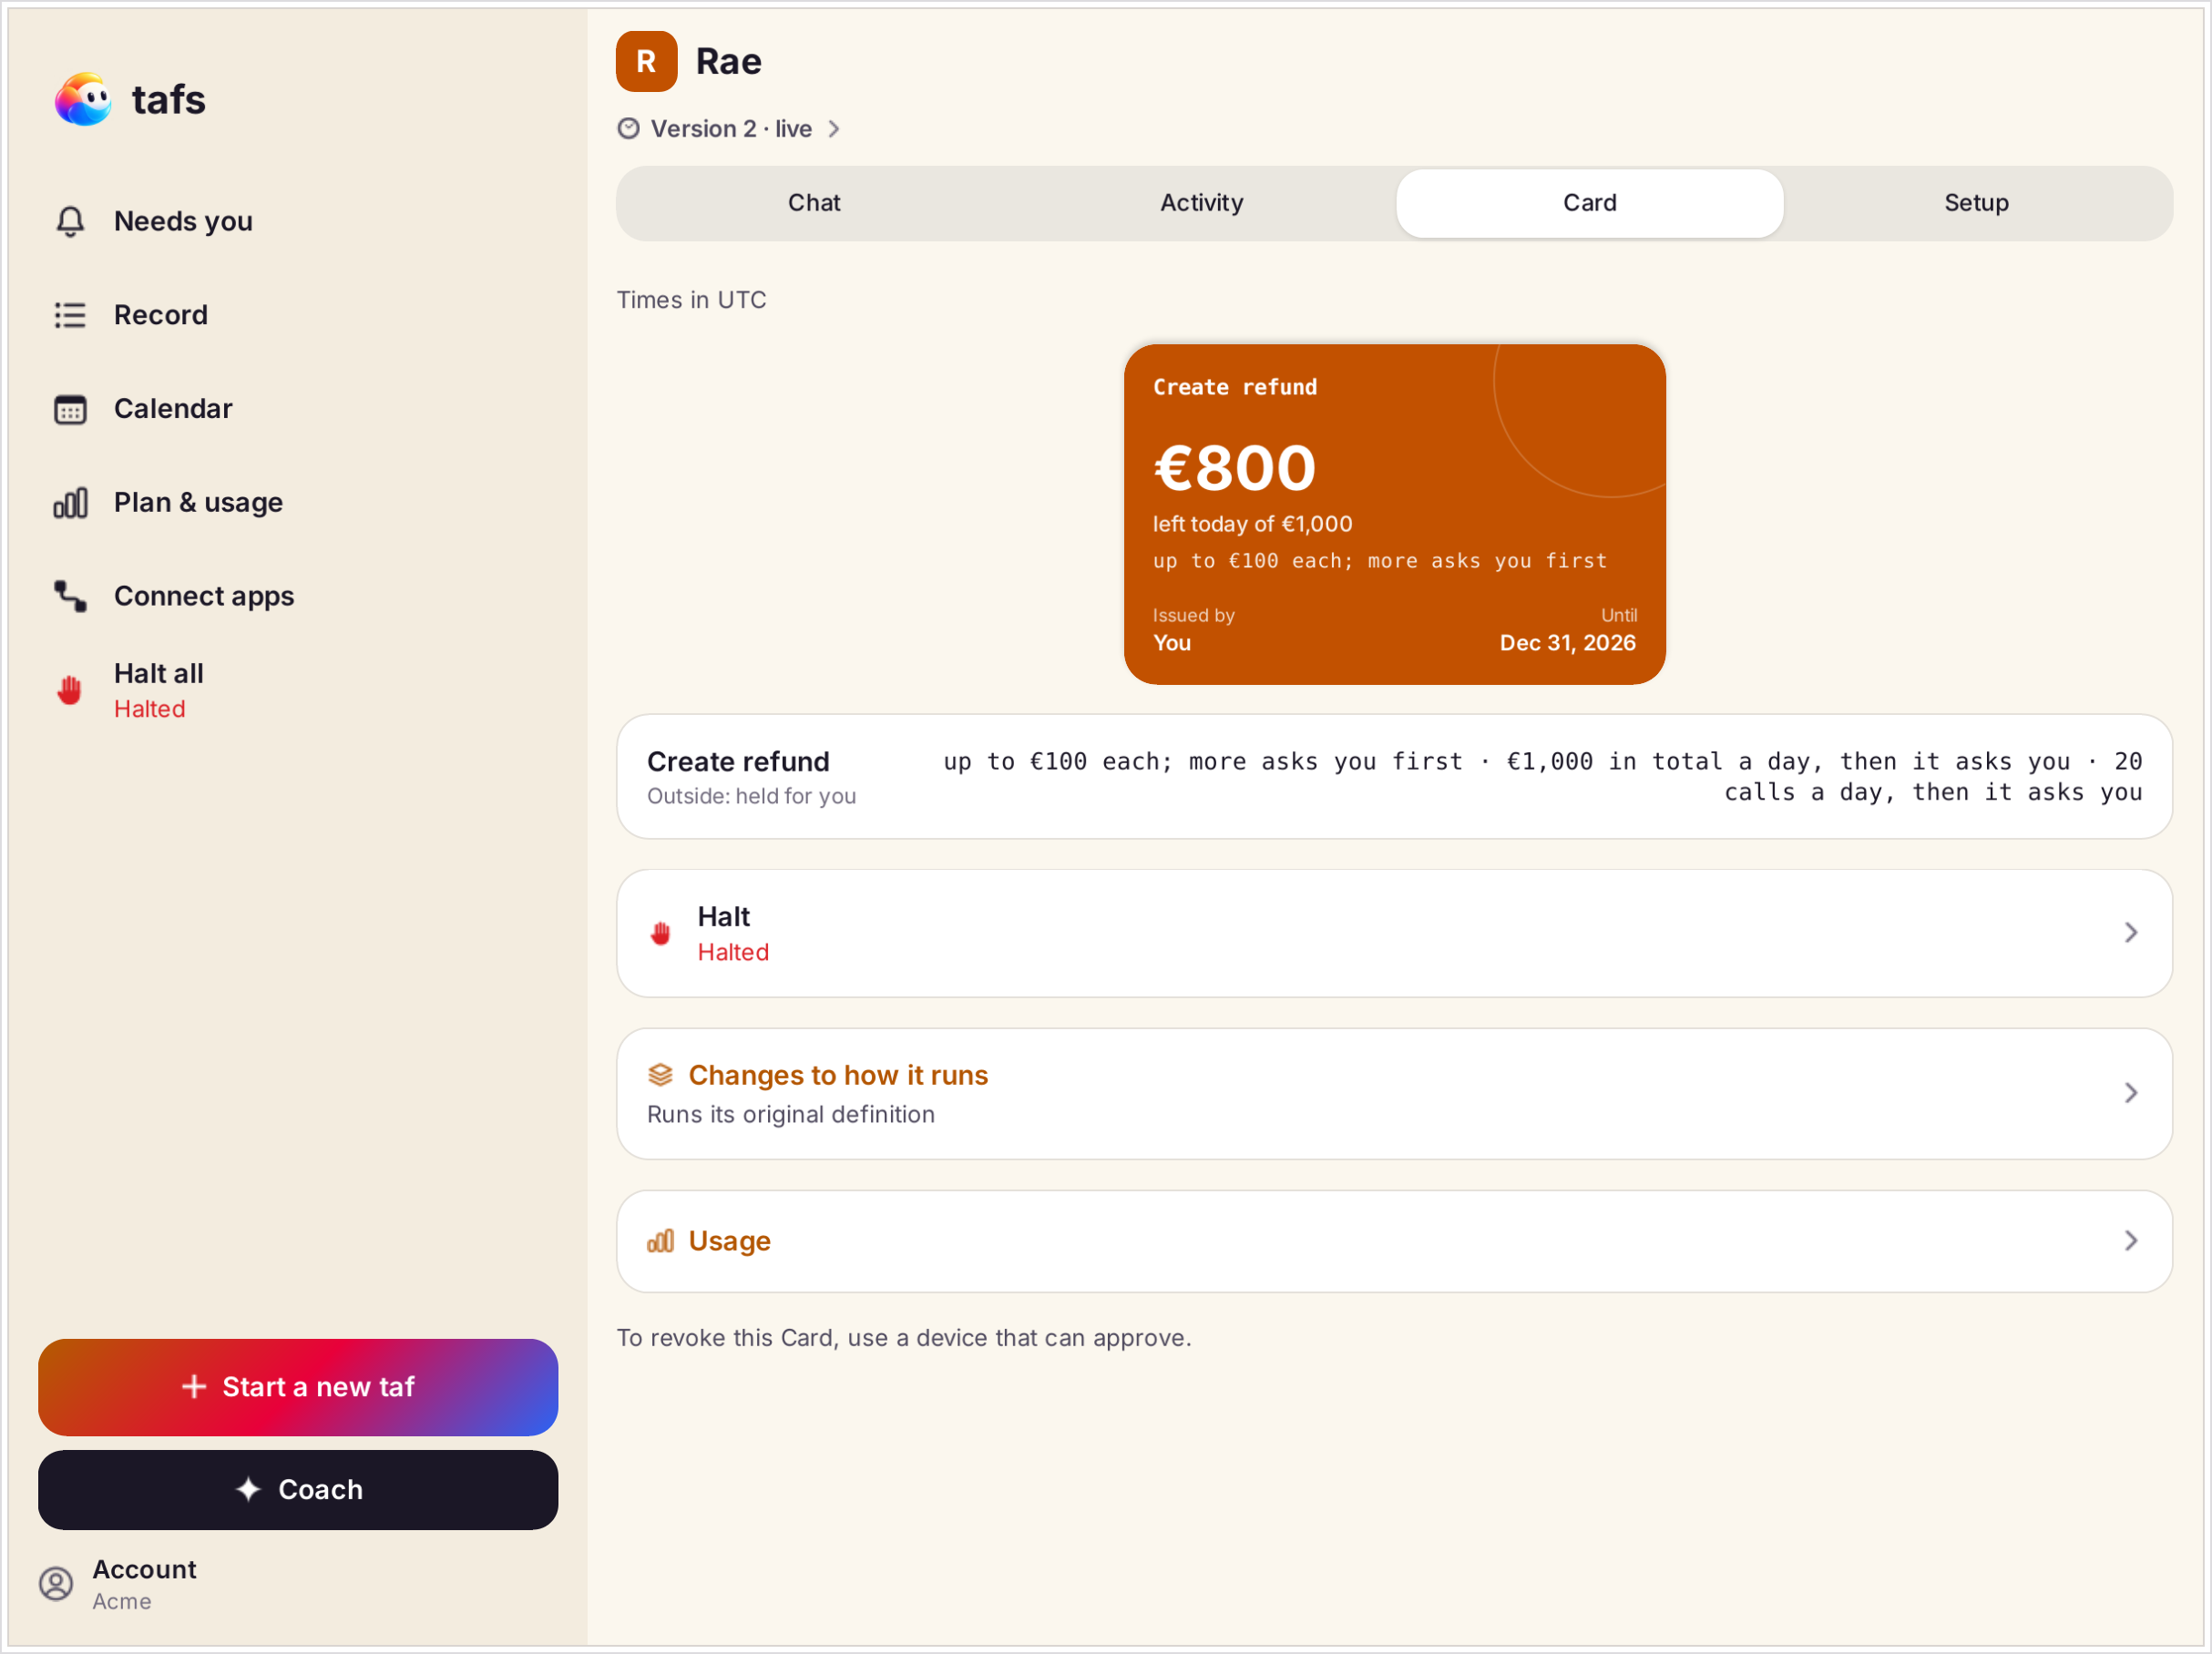 tafs
Needs you
Record
Calendar
Plan & usage
Connect apps
Halt all
Halted
Start a new taf
Coach
Account
Acme
R
Rae
Version 2 · live
Chat
Activity
Card
Setup
Times in UTC
Create refund
€800
left today of €1,000
up to €100 each; more asks you first
Issued by
Until
You
Dec 31, 2026
Create refund
Outside: held for you
up to €100 each; more asks you first · €1,000 in total a day, then it asks you · 20
calls a day, then it asks you
Halt
Halted
Changes to how it runs
Runs its original definition
Usage
To revoke this Card, use a device that can approve.